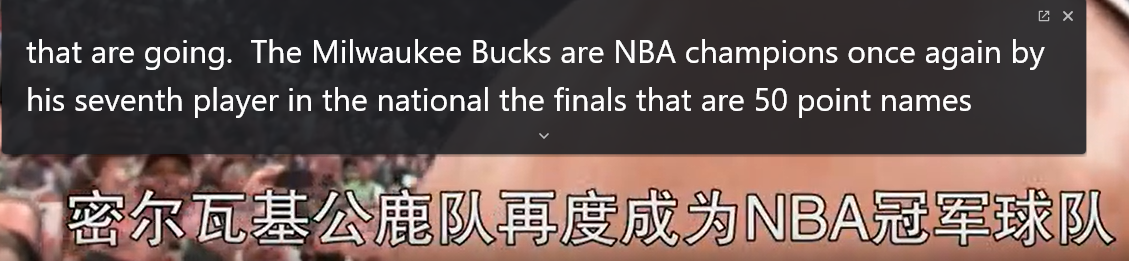 that are going. The Milwaukee Bucks are NBA champions once again by
his seventh player in the national the finals that are 50 point names
密尔瓦基公鹿队再度成为NBA冠军球队